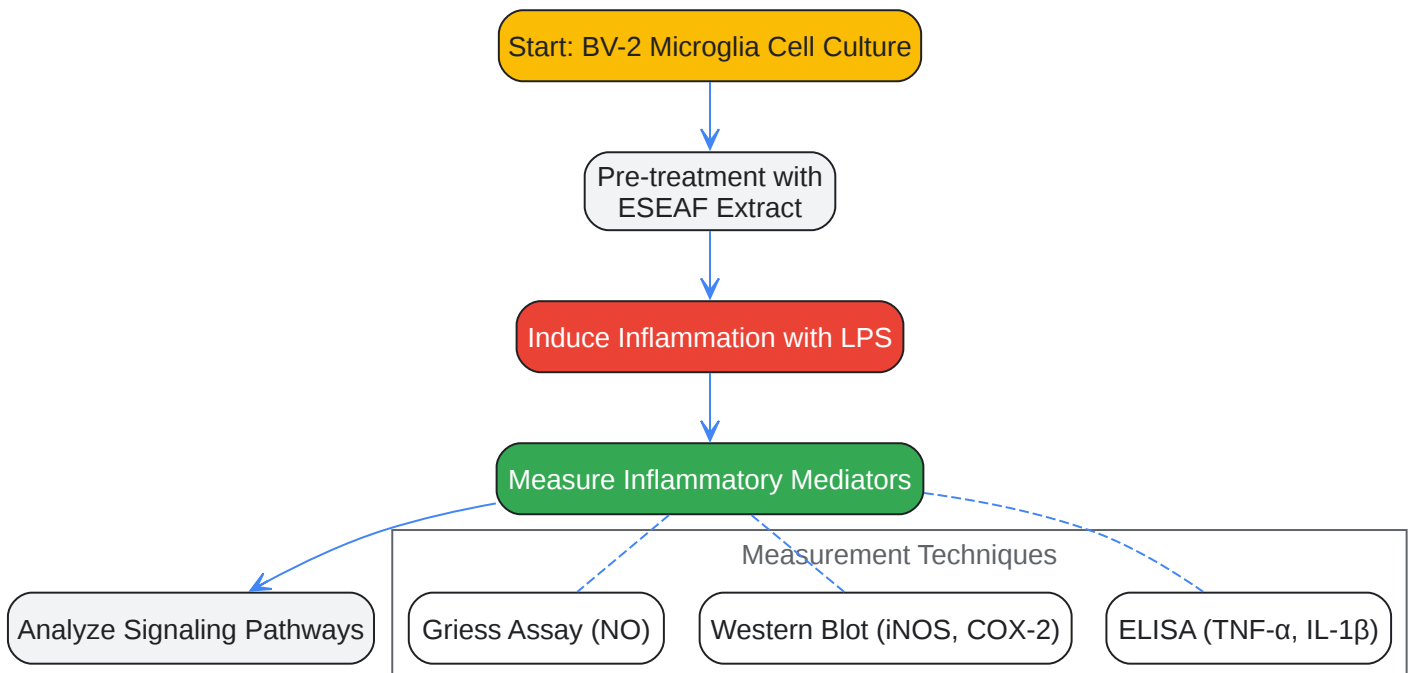 Start: BV-2 Microglia Cell Culture
Pre-treatment with
ESEAF Extract
Induce Inflammation with LPS
Measure Inflammatory Mediators
Measurement Techniques
Analyze Signaling Pathways
Griess Assay (NO)
Western Blot (iNOS, COX-2)
ELISA (TNF-α, IL-1β)